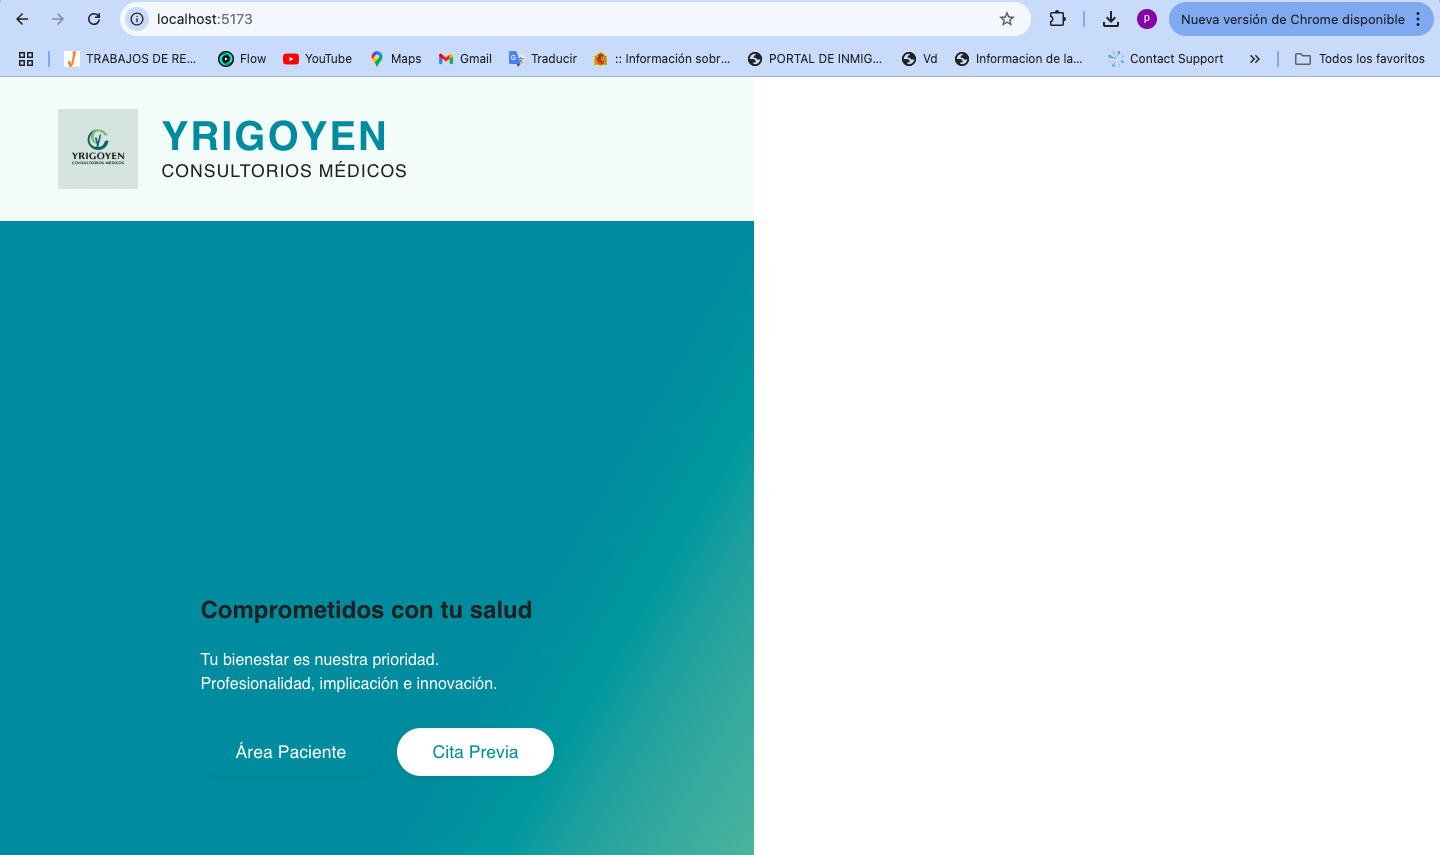 localhost:5173
Nueva versión de Chrome disponible
TRABAJOS DE RE...
Flow
YouTube
Maps
Gmail
Traducir
:: Información sobr...
PORTAL DE INMIG...
Vd
Informacion de la...
Contact Support
Todos los favoritos
YRIGOYEN
CONSULTORIOS MÉDICOS
YRIGOYEN
CONSULTORIOS MÉDICOS
Comprometidos con tu salud
Tu bienestar es nuestra prioridad.
Profesionalidad, implicación e innovación.
Área Paciente
Cita Previa